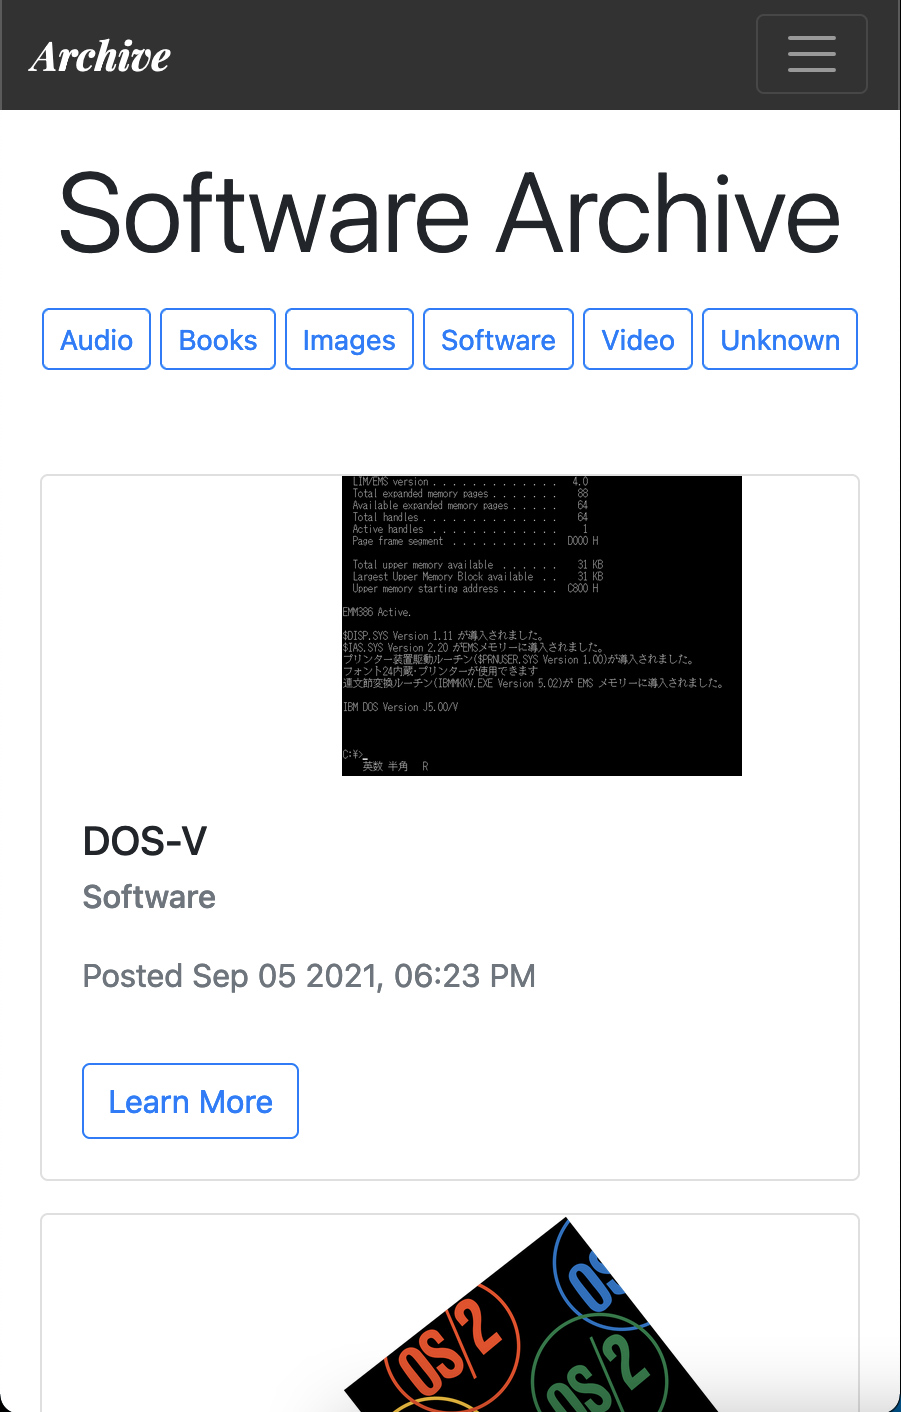 Archive
Software Archive
Audio Books Images Software Video Unknown
LIM/EMS version . . . . . . . . . . . . . 4.0
Total expanded memory pages . . . . . . . 88
Available expanded memory pages . . . . . 64
Total handles . . . . . . . . . . . . . . 64
Active handles . . . . . . . . . . . . . 1
Page frame segment . . . . . . . . . . . D000 H
Total upper memory available . . . . . . 31 KB
Largest Upper Memory Block available . . 31 KB
Upper memory starting address . . . . . . C800 H
EMM386 Active.
$DISP.SYS Version 1.11 が導入されました。
$IAS.SYS Version 2.20 がEMSメモリーに導入されました。
プリンター装置駆動ルーチン($PRNUSER.SYS Version 1.00)が導入されました。
フォント24内蔵・プリンターが使用できます
連文節変換ルーチン(IBMMKKV.EXE Version 5.02)が EMS メモリーに導入されました。
IBM DOS Version J5.00/V
C:¥>_
英数 半角 R
DOS-V
Software
Posted Sep 05 2021, 06:23 PM
Learn More
OS
OS/2
OS/2